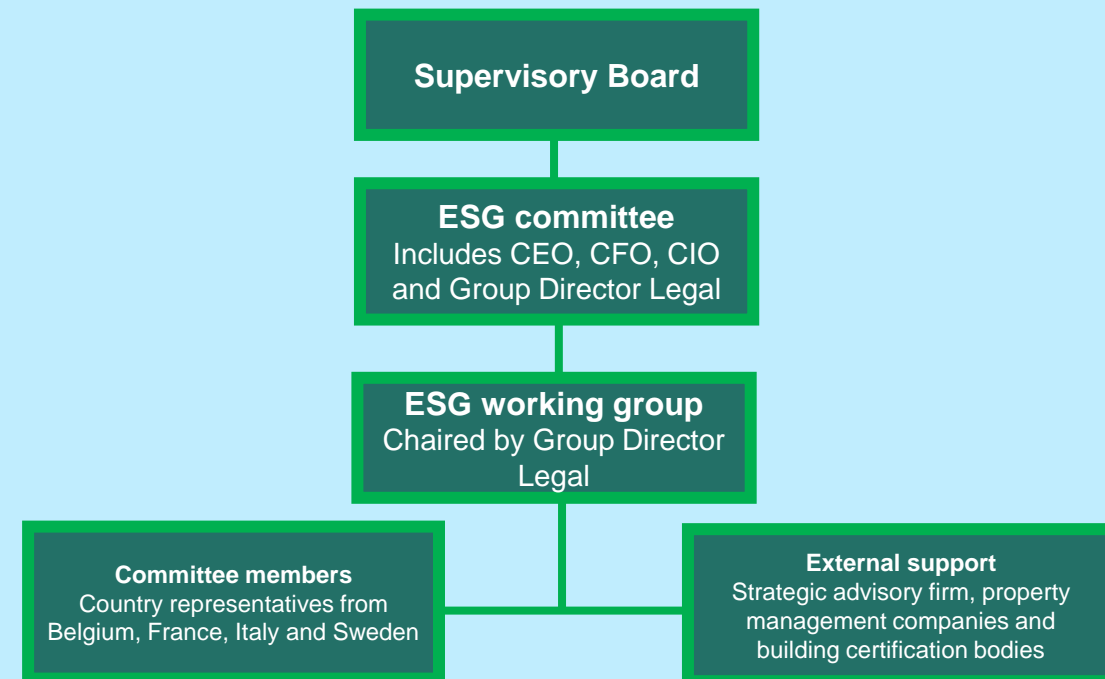 Supervisory Board
ESG committee
Includes CEO, CFO, CIO
and Group Director Legal
ESG working group
Chaired by Group Director
Legal
Committee members
Country representatives from
Belgium, France, Italy and Sweden
External support
Strategic advisory firm, property
management companies and
building certification bodies